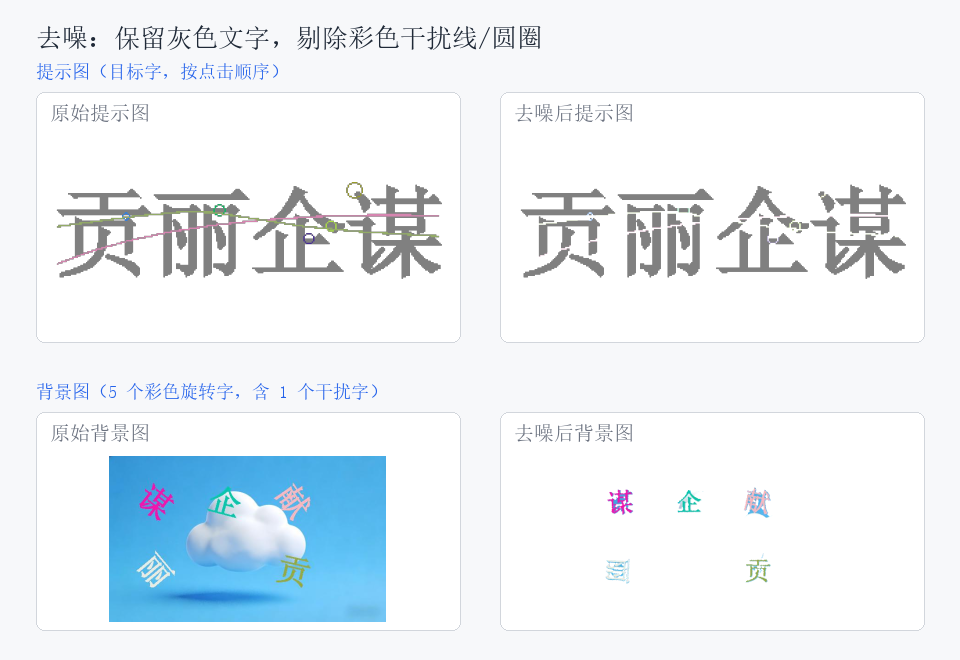 去噪：保留灰色文字，剔除彩色干扰线/圆圈
提示图（目标字，按点击顺序）
原始提示图
去噪后提示图
贡丽企谋
贡丽企谋
背景图（5 个彩色旋转字，含 1 个干扰字）
原始背景图
去噪后背景图
谋 企 献
丽 贡
谋 企 献
丽 贡